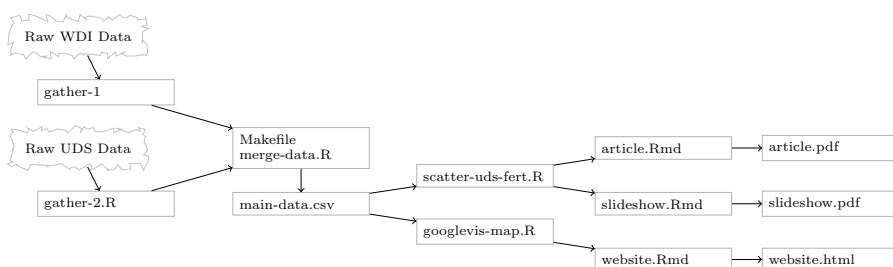 Raw WDI Data
gather-1
Raw UDS Data
gather-2.R
Makefile
merge-data.R
main-data.csv
scatter-uds-fert.R
googlevis-map.R
article.Rmd
slideshow.Rmd
website.Rmd
article.pdf
slideshow.pdf
website.html